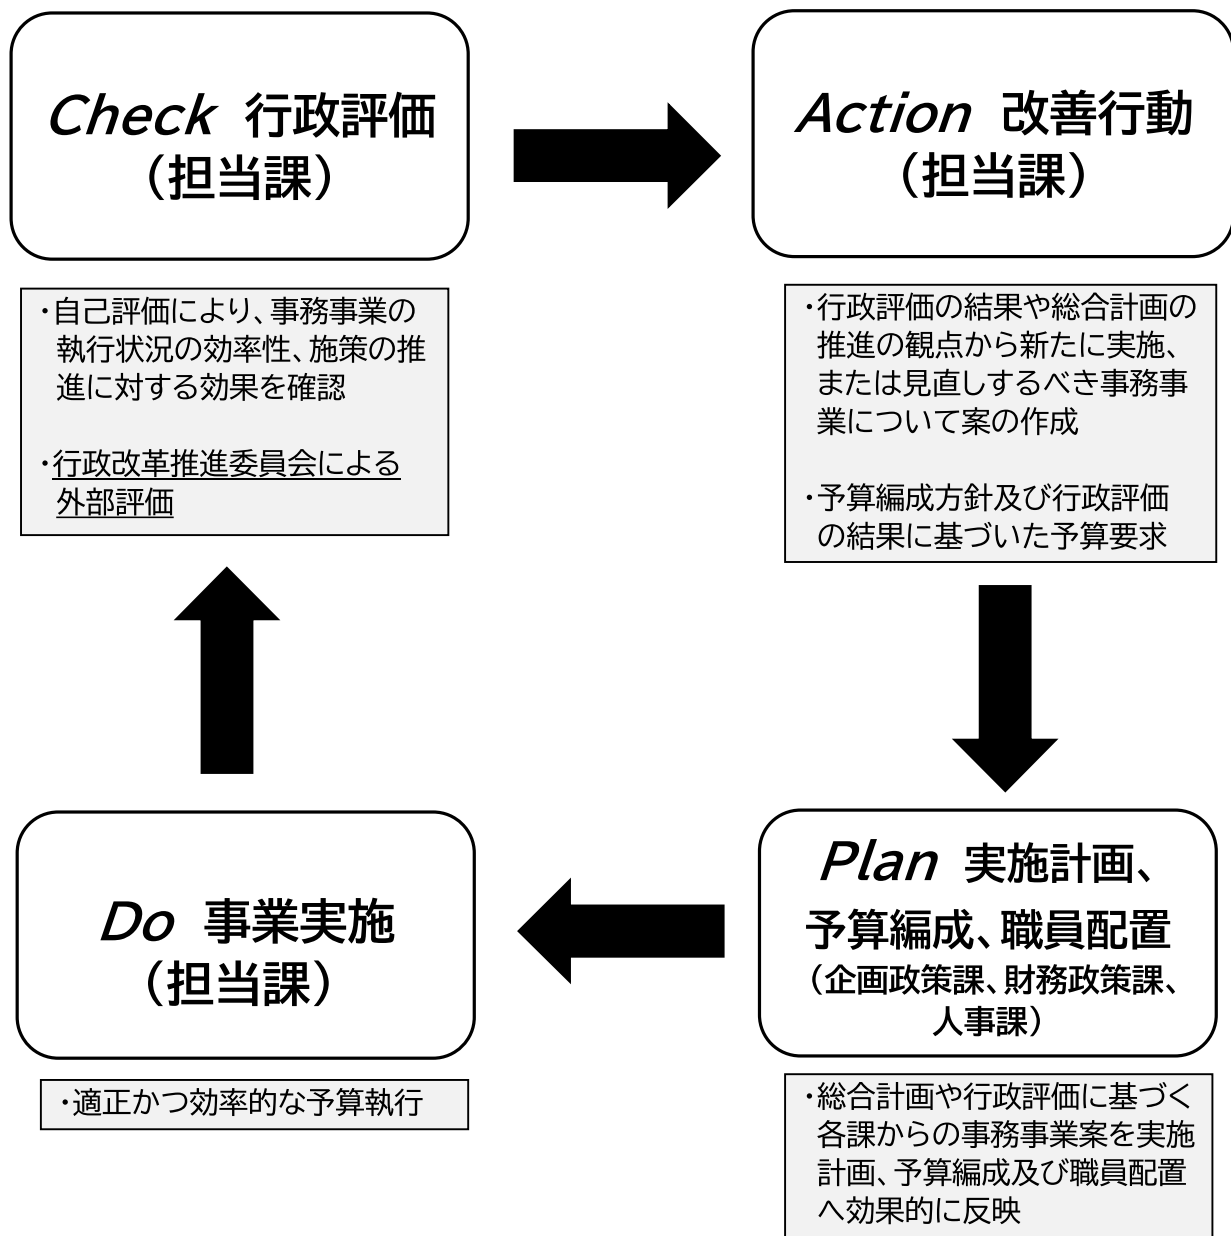 Check 行政評価
（担当課）
・自己評価により、事務事業の
執行状況の効率性、施策の推
進に対する効果を確認
・行政改革推進委員会による
外部評価
Action 改善行動
（担当課）
・行政評価の結果や総合計画の
推進の観点から新たに実施、
または見直しするべき事務事
業について案の作成
・予算編成方針及び行政評価
の結果に基づいた予算要求
Plan 実施計画、
予算編成、職員配置
（企画政策課、財務政策課、
人事課）
・総合計画や行政評価に基づく
各課からの事務事業案を実施
計画、予算編成及び職員配置
へ効果的に反映
Do 事業実施
（担当課）
・適正かつ効率的な予算執行